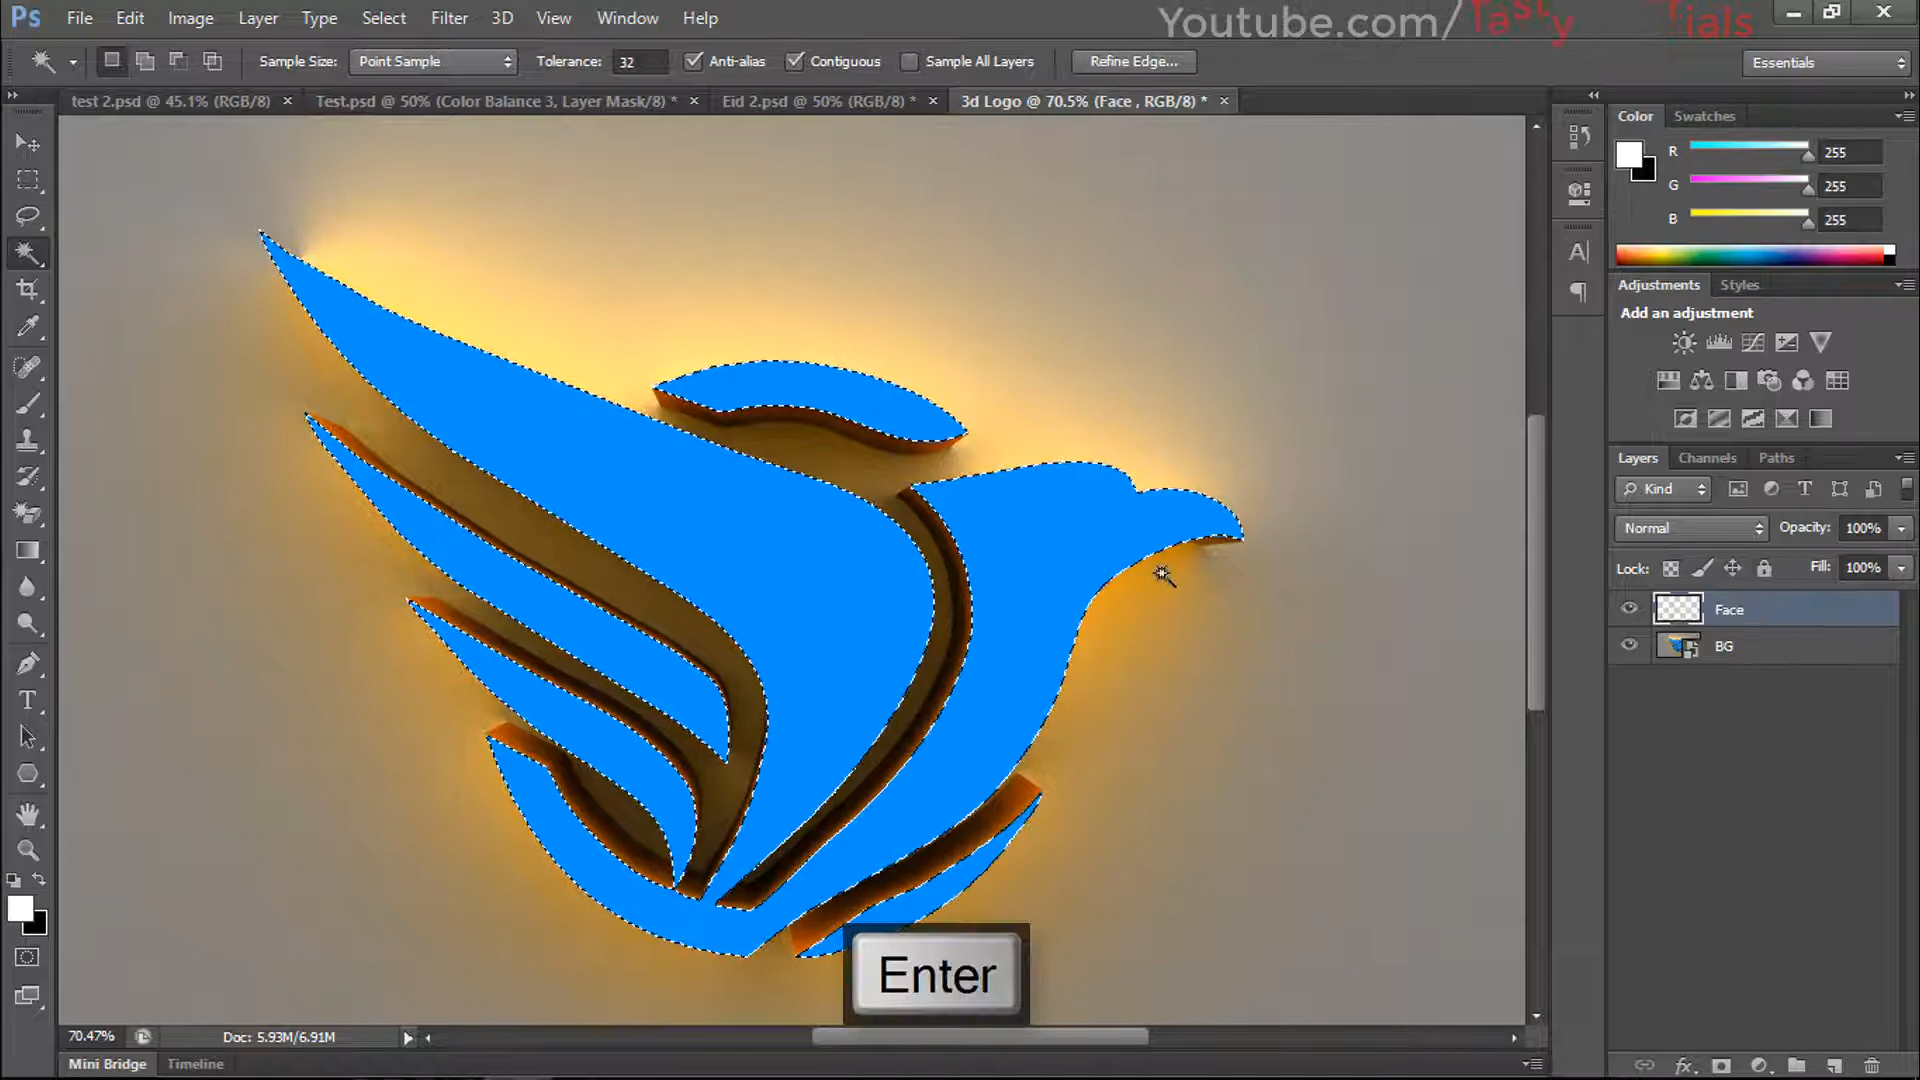 Ps File Edit Image Layer Type Select Filter 3D View Window Help
Youtube.com/Tasty
Sample Size: Point Sample Tolerance: 32 Anti-alias Contiguous Sample All Layers Refine Edge... Essentials
test 2.psd @ 45.1% (RGB/8) × Test.psd @ 50% (Color Balance 3, Layer Mask/8) * × Eid 2.psd @ 50% (RGB/8) * × 3d Logo @ 70.5% (Face , RGB/8) * ×
Color Swatches
R 255
G 255
B 255
Adjustments Styles
Add an adjustment
Layers Channels Paths
Kind
Normal Opacity: 100%
Lock: Fill: 100%
Face
BG
Enter
70.47% Doc: 5.93M/6.91M
Mini Bridge Timeline